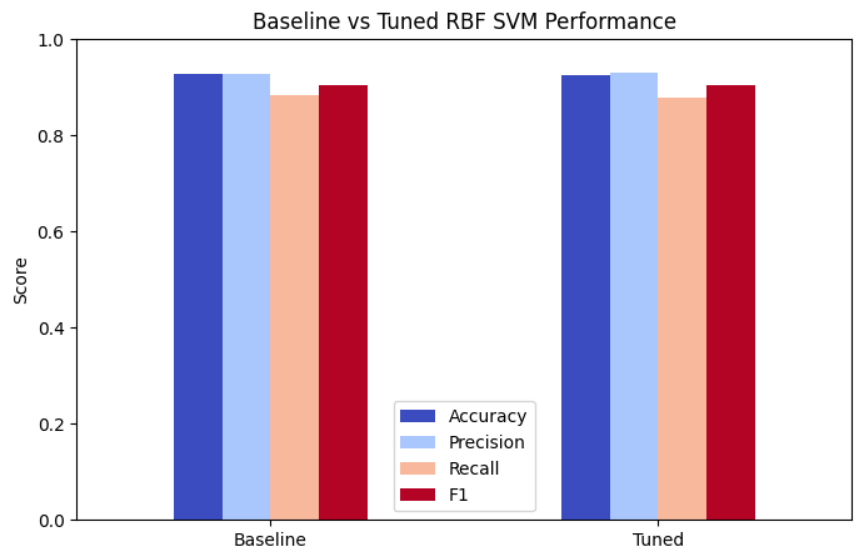 Baseline vs Tuned RBF SVM Performance
1.0
0.8
0.6
0.4
0.2
0.0
Score
Accuracy
Precision
Recall
F1
Baseline
Tuned